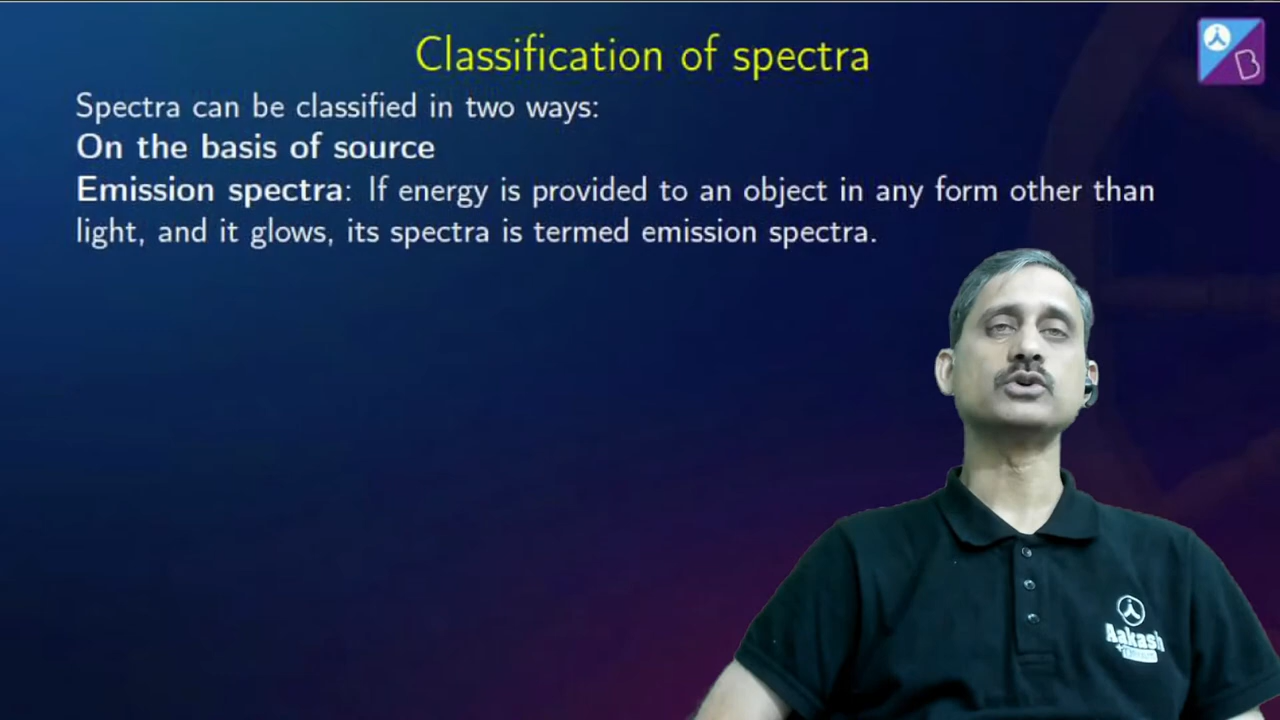 Classification of spectra
Spectra can be classified in two ways:
On the basis of source
Emission spectra: If energy is provided to an object in any form other than
light, and it glows, its spectra is termed emission spectra.
B
Aakash